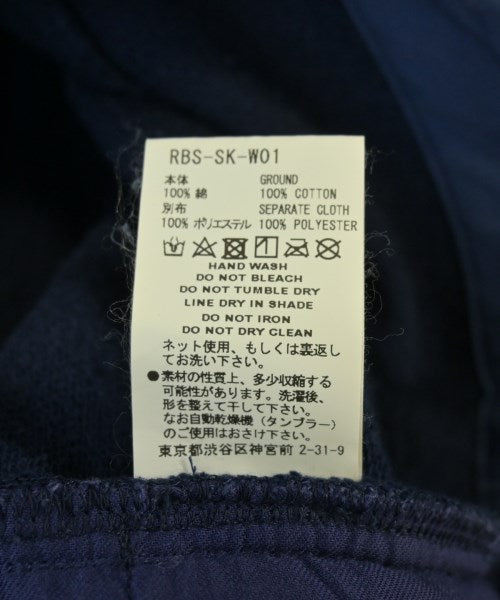 RBS-SK-W01
本体 GROUND
100% 綿 100% COTTON
別布 SEPARATE CLOTH
100% ポリエステル 100% POLYESTER
HAND WASH
DO NOT BLEACH
DO NOT TUMBLE DRY
LINE DRY IN SHADE
DO NOT IRON
DO NOT DRY CLEAN
ネット使用、もしくは裏返し
てお洗い下さい。
●素材の性質上、多少収縮する
可能性があります。洗濯後、
形を整えて干して下さい。
なお自動乾燥機（タンブラー）
のご使用はおさけ下さい。
東京都渋谷区神宮前 2-31-9